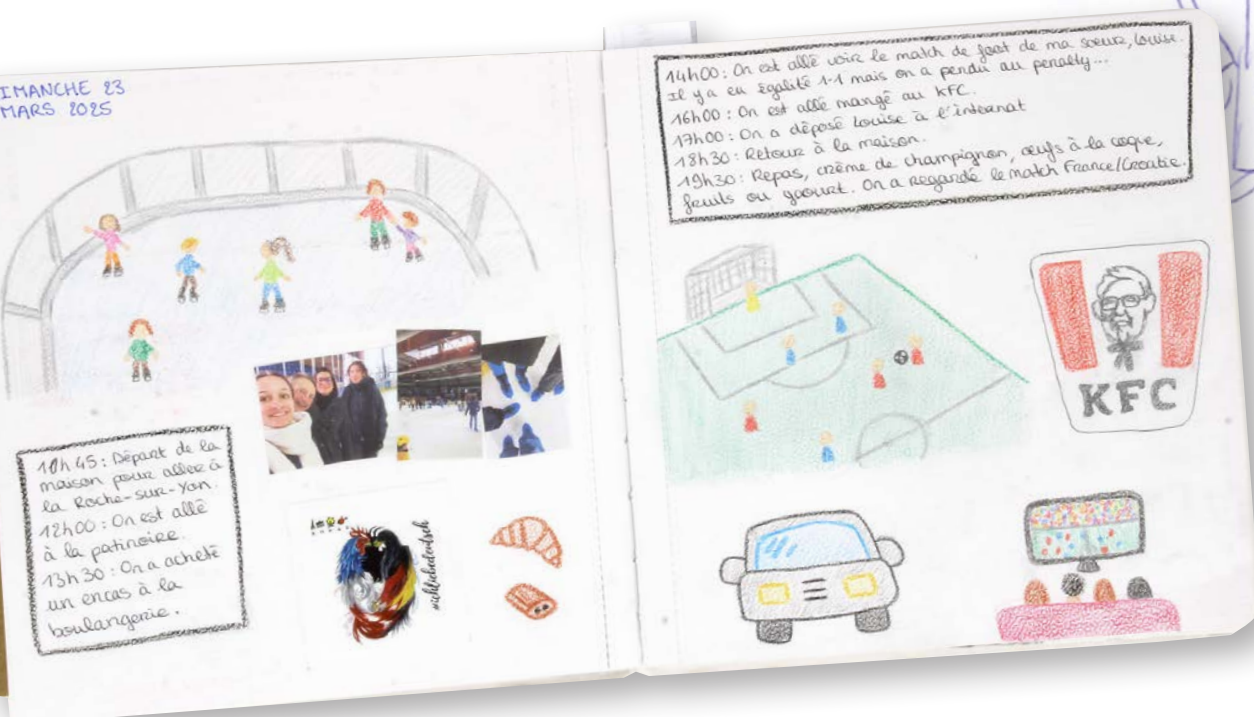 IMANCHE 23
MARS 2025
10h45: Départ de la
maison pour aller à
la Roche-sur-Yon.
12h00: On est allé
à la patinoire.
13h30: On a acheté
un encas à la
boulangerie.
ichliebedeutsch
14h00: On est allé voir le match de foot de ma soeur, Louise.
Il y a eu égalité 1-1 mais on a perdu au penalty...
16h00: On est allé mangé au KFC.
17h00: On a déposé Louise à l'internat
18h30: Retour à la maison.
19h30: Repas, crème de champignon, œufs à la coque,
fruits ou yaourt. On a regardé le match France/Croatie.
KFC